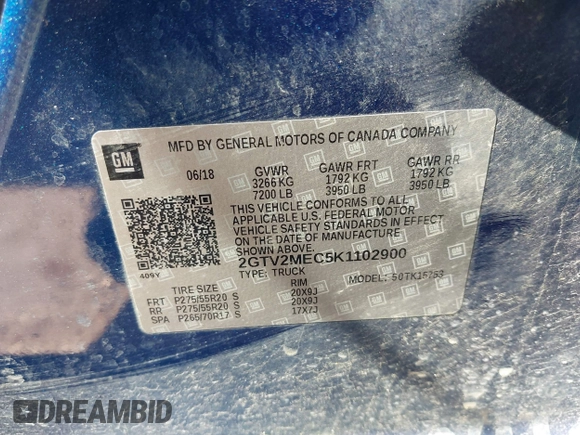 MFD BY GENERAL MOTORS OF CANADA COMPANY
GM
06/18 GVWR GAWR FRT GAWR RR
3266 KG 1792 KG 1792 KG
7200 LB 3950 LB 3950 LB
THIS VEHICLE CONFORMS TO ALL
APPLICABLE U.S. FEDERAL MOTOR
VEHICLE SAFETY STANDARDS IN EFFECT
ON THE DATE OF MANUFACTURE SHOWN ABOVE.
2GTV2MEC5K1102900
TYPE: TRUCK MODEL:
409Y
TIRE SIZE RIM
FRT P275/55R20 S 20X9J
RR P275/55R20 S 20X9J
SPA P265/70R17 S 17X7J
DREAMBID